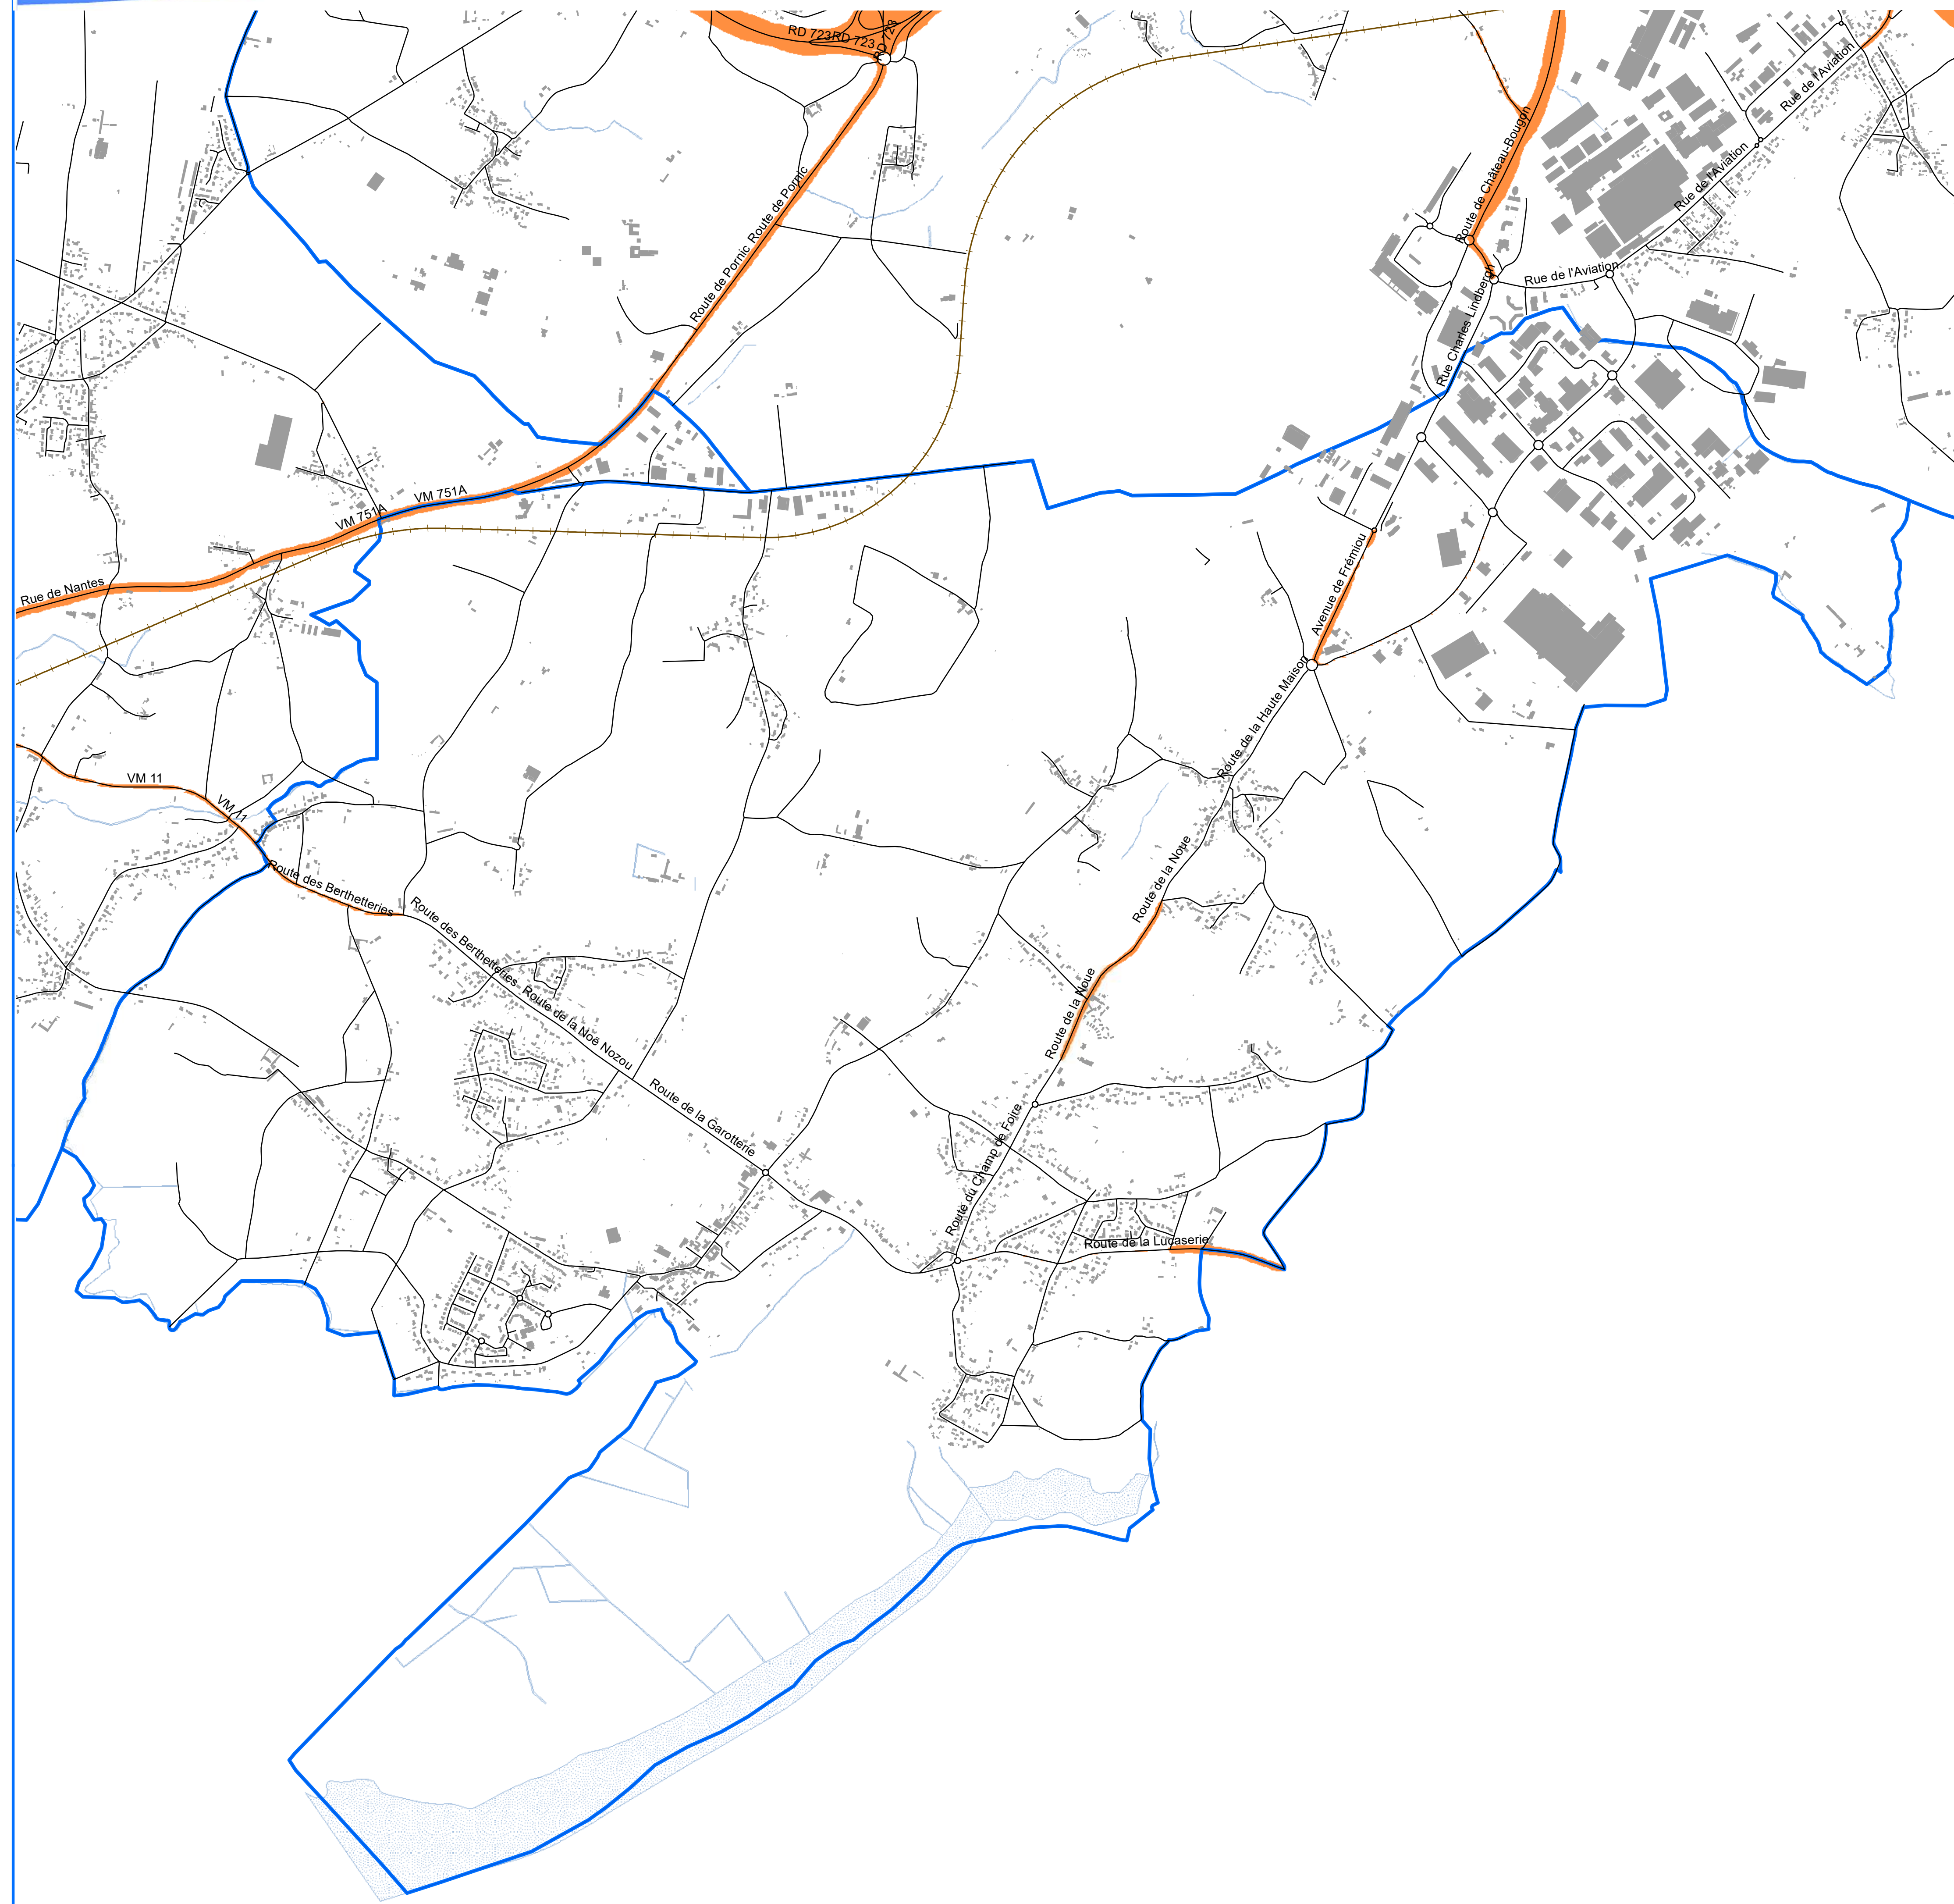 RD 723
RD 723
RD 723
Rue de l'Aviation
Route de Château-Bougon
Rue de l'Aviation
Route de Pornic
Route de Pornic
Rue de l'Aviation
Rue Charles Lindbergh
VM 751A
VM 751A
Rue de Nantes
Avenue de Frémiou
Route de la Haute Maison
VM 11
VM 11
Route des Berthetteries
Route de la Noue
Route des Berthetteries
Route de la Noë Nozou
Route de la Noue
Route de la Garotterie
Route du Champ de Foire
Route de la Lucaserie